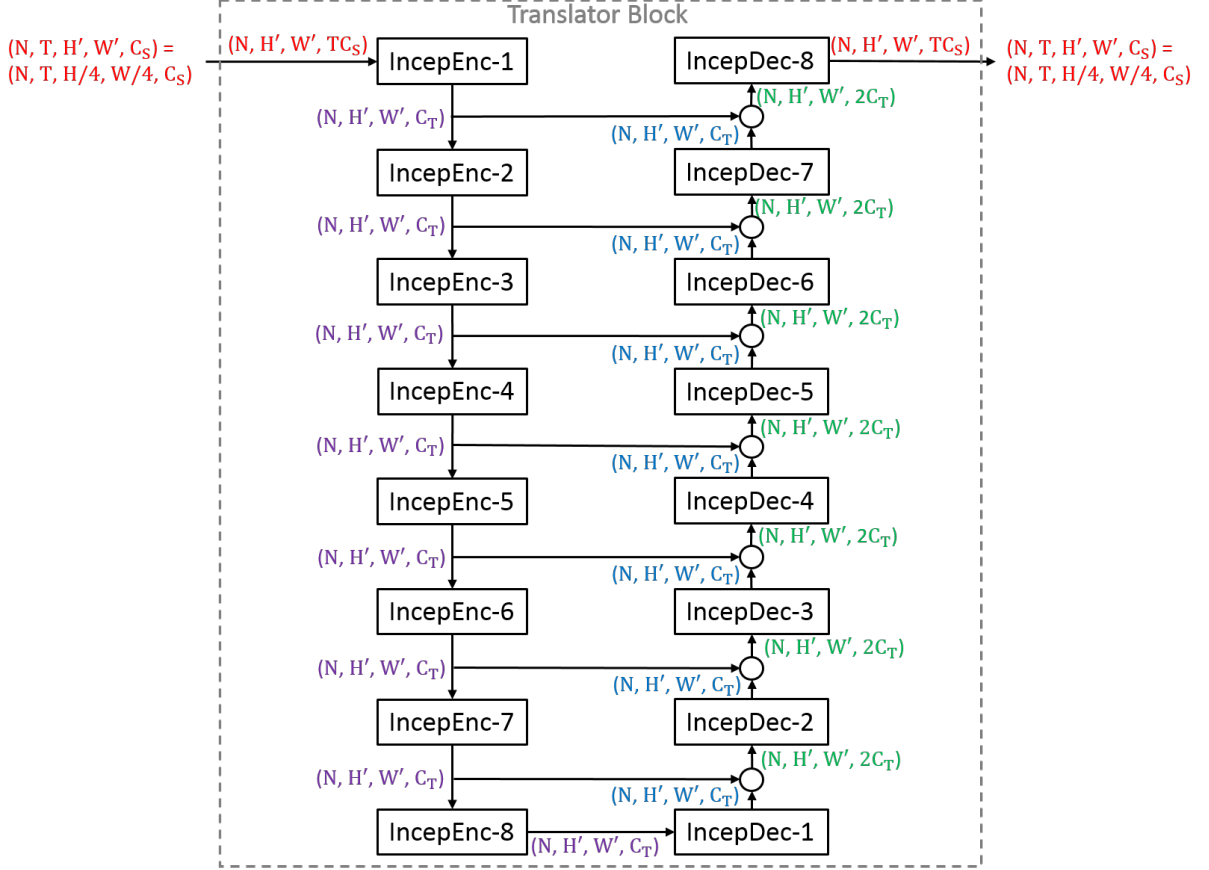 Translator Block
(N, T, H′, W′, C_S) =
(N, T, H/4, W/4, C_S)
(N, H′, W′, TC_S)
IncepEnc-1
IncepDec-8
(N, H′, W′, TC_S)
(N, T, H′, W′, C_S) =
(N, T, H/4, W/4, C_S)
(N, H′, W′, 2C_T)
(N, H′, W′, C_T)
(N, H′, W′, C_T)
IncepEnc-2
IncepDec-7
(N, H′, W′, 2C_T)
(N, H′, W′, C_T)
(N, H′, W′, C_T)
IncepEnc-3
IncepDec-6
(N, H′, W′, 2C_T)
(N, H′, W′, C_T)
(N, H′, W′, C_T)
IncepEnc-4
IncepDec-5
(N, H′, W′, 2C_T)
(N, H′, W′, C_T)
(N, H′, W′, C_T)
IncepEnc-5
IncepDec-4
(N, H′, W′, 2C_T)
(N, H′, W′, C_T)
(N, H′, W′, C_T)
IncepEnc-6
IncepDec-3
(N, H′, W′, 2C_T)
(N, H′, W′, C_T)
(N, H′, W′, C_T)
IncepEnc-7
IncepDec-2
(N, H′, W′, 2C_T)
(N, H′, W′, C_T)
(N, H′, W′, C_T)
IncepEnc-8
(N, H′, W′, C_T)
IncepDec-1